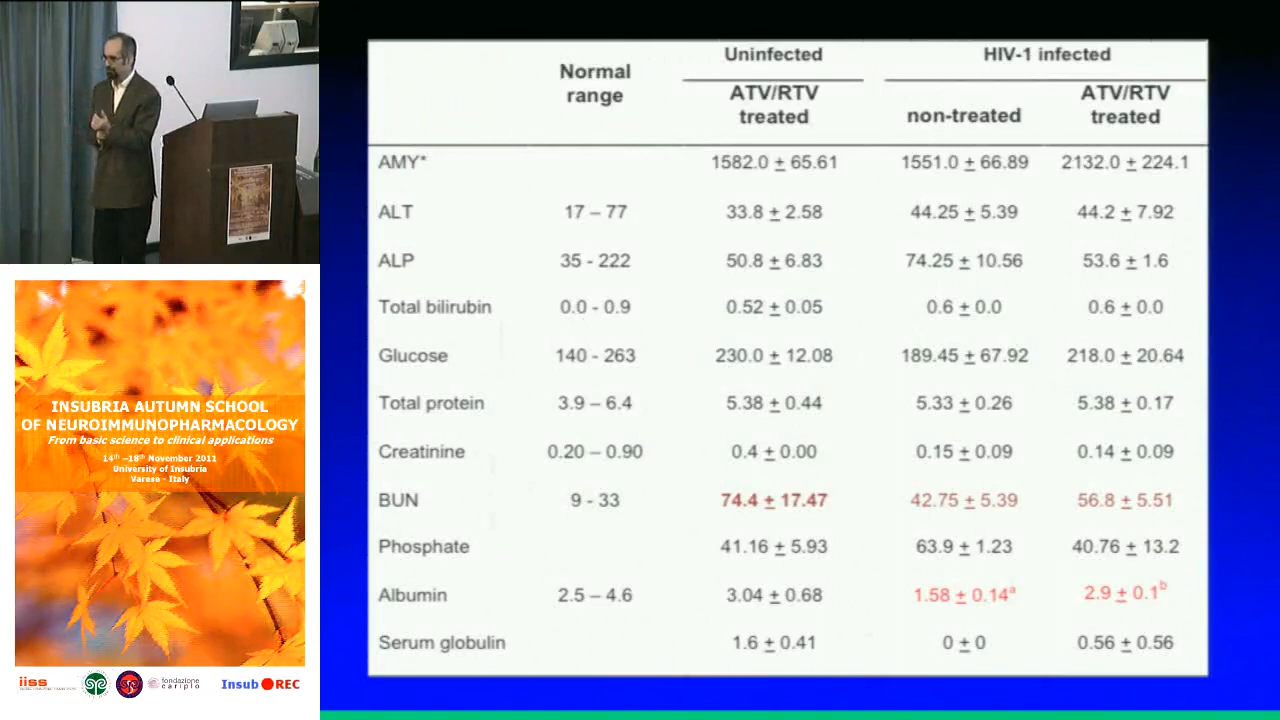 Normal range
Uninfected
HIV-1 infected
ATV/RTV treated
non-treated
ATV/RTV treated
AMY* 1582.0 ± 65.61 1551.0 ± 66.89 2132.0 ± 224.1
ALT 17 – 77 33.8 ± 2.58 44.25 ± 5.39 44.2 ± 7.92
ALP 35 - 222 50.8 ± 6.83 74.25 ± 10.56 53.6 ± 1.6
Total bilirubin 0.0 - 0.9 0.52 ± 0.05 0.6 ± 0.0 0.6 ± 0.0
Glucose 140 - 263 230.0 ± 12.08 189.45 ± 67.92 218.0 ± 20.64
Total protein 3.9 – 6.4 5.38 ± 0.44 5.33 ± 0.26 5.38 ± 0.17
Creatinine 0.20 – 0.90 0.4 ± 0.00 0.15 ± 0.09 0.14 ± 0.09
BUN 9 - 33 74.4 ± 17.47 42.75 ± 5.39 56.8 ± 5.51
Phosphate 41.16 ± 5.93 63.9 ± 1.23 40.76 ± 13.2
Albumin 2.5 – 4.6 3.04 ± 0.68 1.58 ± 0.14ᵃ 2.9 ± 0.1ᵇ
Serum globulin 1.6 ± 0.41 0 ± 0 0.56 ± 0.56
INSUBRIA AUTUMN SCHOOL
OF NEUROIMMUNOPHARMACOLOGY
From basic science to clinical applications
14th –18th November 2011
University of Insubria
Varese - Italy
iiss
fondazione
cariplo
Insub REC